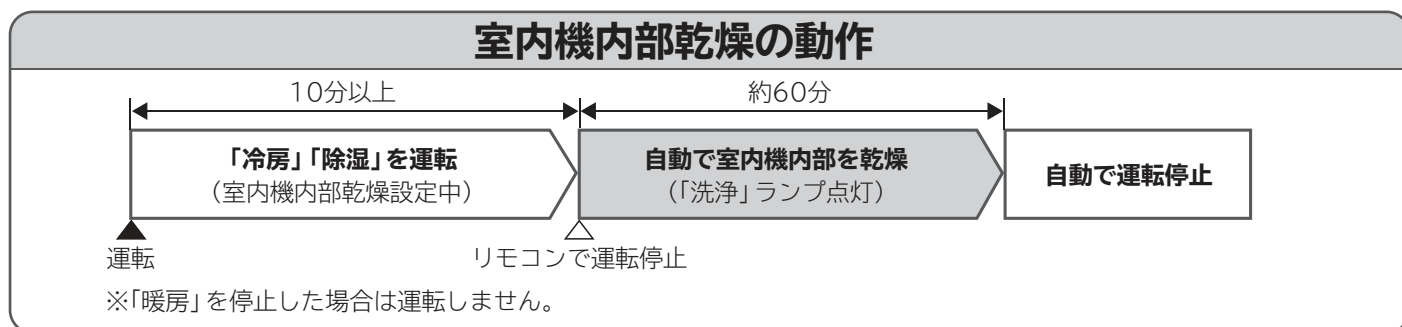 室内機内部乾燥の動作
10分以上
約60分
「冷房」「除湿」を運転
(室内機内部乾燥設定中)
自動で室内機内部を乾燥
(「洗浄」ランプ点灯)
自動で運転停止
運転
リモコンで運転停止
※「暖房」を停止した場合は運転しません。